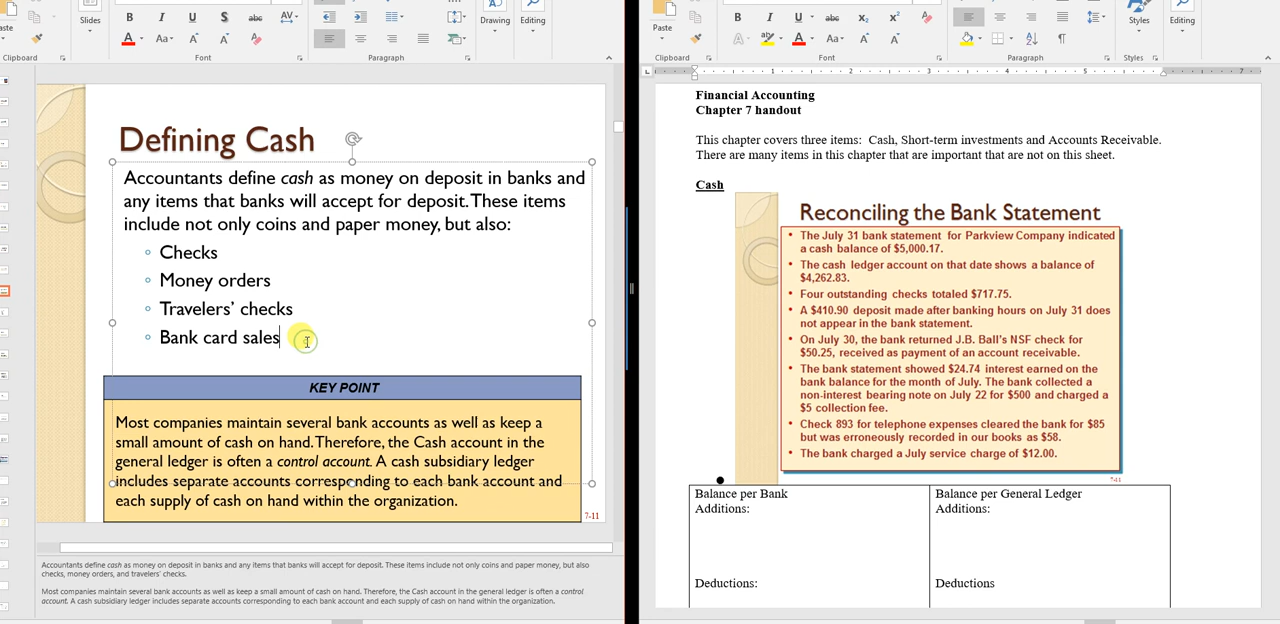 Slides
B I U S abc AV
A Aa A A
Drawing
Editing
Clipboard
Font
Paragraph
Defining Cash
Accountants define cash as money on deposit in banks and
any items that banks will accept for deposit. These items
include not only coins and paper money, but also:
◦ Checks
◦ Money orders
◦ Travelers’ checks
◦ Bank card sales
KEY POINT
Most companies maintain several bank accounts as well as keep a
small amount of cash on hand. Therefore, the Cash account in the
general ledger is often a control account. A cash subsidiary ledger
includes separate accounts corresponding to each bank account and
each supply of cash on hand within the organization.
7-11
Accountants define cash as money on deposit in banks and any items that banks will accept for deposit. These items include not only coins and paper money, but also
checks, money orders, and travelers' checks.
Most companies maintain several bank accounts as well as keep a small amount of cash on hand. Therefore, the Cash account in the general ledger is often a control
account. A cash subsidiary ledger includes separate accounts corresponding to each bank account and each supply of cash on hand within the organization.
Paste
B I U abc X₂ X²
A A Aa A A
Styles
Editing
Clipboard
Font
Paragraph
Styles
1 2 3 4 5 7
Financial Accounting
Chapter 7 handout
This chapter covers three items: Cash, Short-term investments and Accounts Receivable.
There are many items in this chapter that are important that are not on this sheet.
Cash
Reconciling the Bank Statement
• The July 31 bank statement for Parkview Company indicated
a cash balance of $5,000.17.
• The cash ledger account on that date shows a balance of
$4,262.83.
• Four outstanding checks totaled $717.75.
• A $410.90 deposit made after banking hours on July 31 does
not appear in the bank statement.
• On July 30, the bank returned J.B. Ball's NSF check for
$50.25, received as payment of an account receivable.
• The bank statement showed $24.74 interest earned on the
bank balance for the month of July. The bank collected a
non-interest bearing note on July 22 for $500 and charged a
$5 collection fee.
• Check 893 for telephone expenses cleared the bank for $85
but was erroneously recorded in our books as $58.
• The bank charged a July service charge of $12.00.
7-11
Balance per Bank
Additions:
Deductions:
Balance per General Ledger
Additions:
Deductions